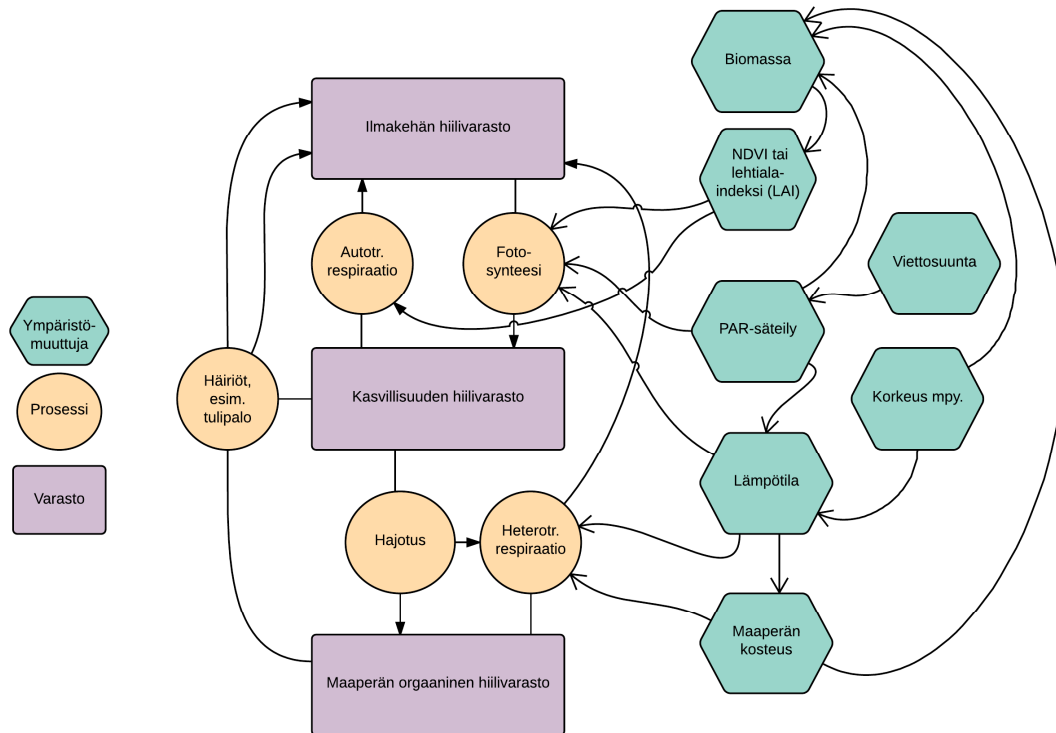 Biomassa
Ilmakehän hiilivarasto
NDVI tai
lehtiala-
indeksi (LAI)
Autotr.
respiraatio
Foto-
synteesi
Viettosuunta
Ympäristö-
muuttuja
PAR-säteily
Prosessi
Häiriöt,
esim.
tulipalo
Kasvillisuuden hiilivarasto
Korkeus mpy.
Varasto
Lämpötila
Hajotus
Heterotr.
respiraatio
Maaperän
kosteus
Maaperän orgaaninen hiilivarasto